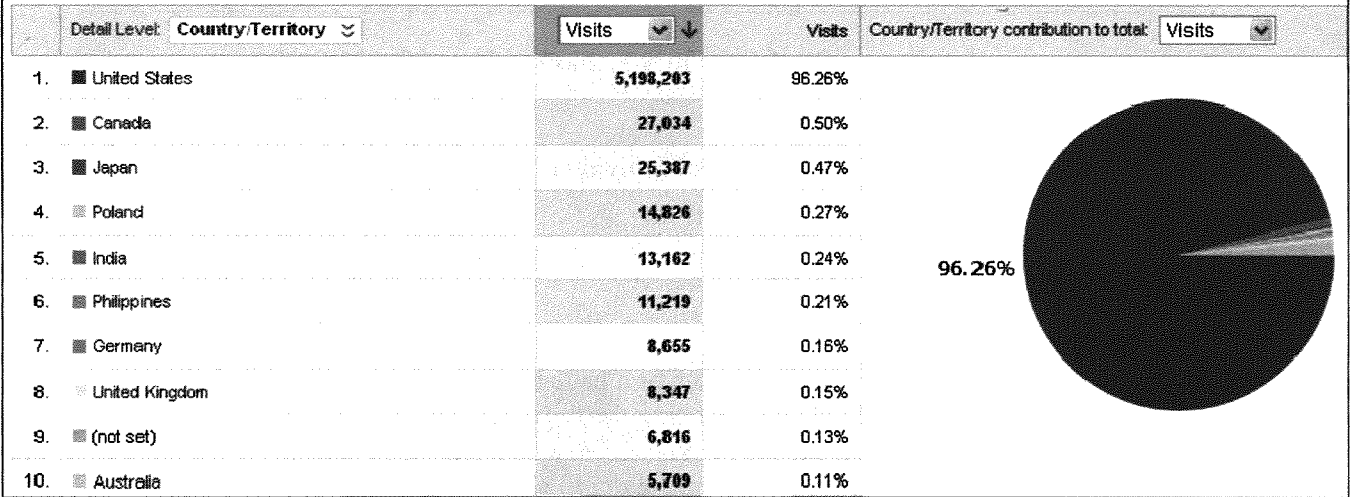 Detail Level: Country/Territory Visits Visits Country/Territory contribution to total: Visits
1. United States 5,198,203 96.26%
2. Canada 27,034 0.50%
3. Japan 25,387 0.47%
4. Poland 14,826 0.27%
5. India 13,162 0.24%
96.26%
6. Philippines 11,219 0.21%
7. Germany 8,655 0.16%
8. United Kingdom 8,347 0.15%
9. (not set) 6,816 0.13%
10. Australia 5,709 0.11%